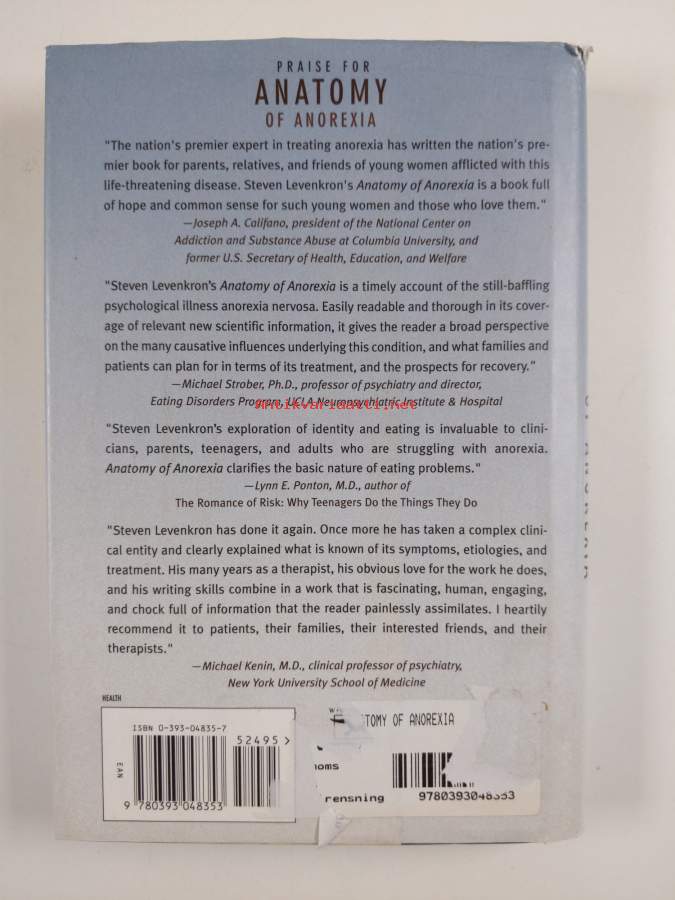 PRAISE FOR
ANATOMY
OF ANOREXIA
"The nation's premier expert in treating anorexia has written the nation's pre-
mier book for parents, relatives, and friends of young women afflicted with this
life-threatening disease. Steven Levenkron's Anatomy of Anorexia is a book full
of hope and common sense for such young women and those who love them."
—Joseph A. Califano, president of the National Center on
Addiction and Substance Abuse at Columbia University, and
former U.S. Secretary of Health, Education, and Welfare
"Steven Levenkron's Anatomy of Anorexia is a timely account of the still-baffling
psychological illness anorexia nervosa. Easily readable and thorough in its cover-
age of relevant new scientific information, it gives the reader a broad perspective
on the many causative influences underlying this condition, and what families and
patients can plan for in terms of its treatment, and the prospects for recovery."
—Michael Strober, Ph.D., professor of psychiatry and director,
Eating Disorders Program, UCLA Neuropsychiatric Institute & Hospital
Antikvariaatti.net
"Steven Levenkron's exploration of identity and eating is invaluable to clini-
cians, parents, teenagers, and adults who are struggling with anorexia.
Anatomy of Anorexia clarifies the basic nature of eating problems."
—Lynn E. Ponton, M.D., author of
The Romance of Risk: Why Teenagers Do the Things They Do
"Steven Levenkron has done it again. Once more he has taken a complex clini-
cal entity and clearly explained what is known of its symptoms, etiologies, and
treatment. His many years as a therapist, his obvious love for the work he does,
and his writing skills combine in a work that is fascinating, human, engaging,
and chock full of information that the reader painlessly assimilates. I heartily
recommend it to patients, their families, their interested friends, and their
therapists."
—Michael Kenin, M.D., clinical professor of psychiatry,
New York University School of Medicine
HEALTH
ISBN 0-393-04835-7
52495>
EAN
9 780393 048353
TOMY OF ANOREXIA
homs
rensning
9780393048353